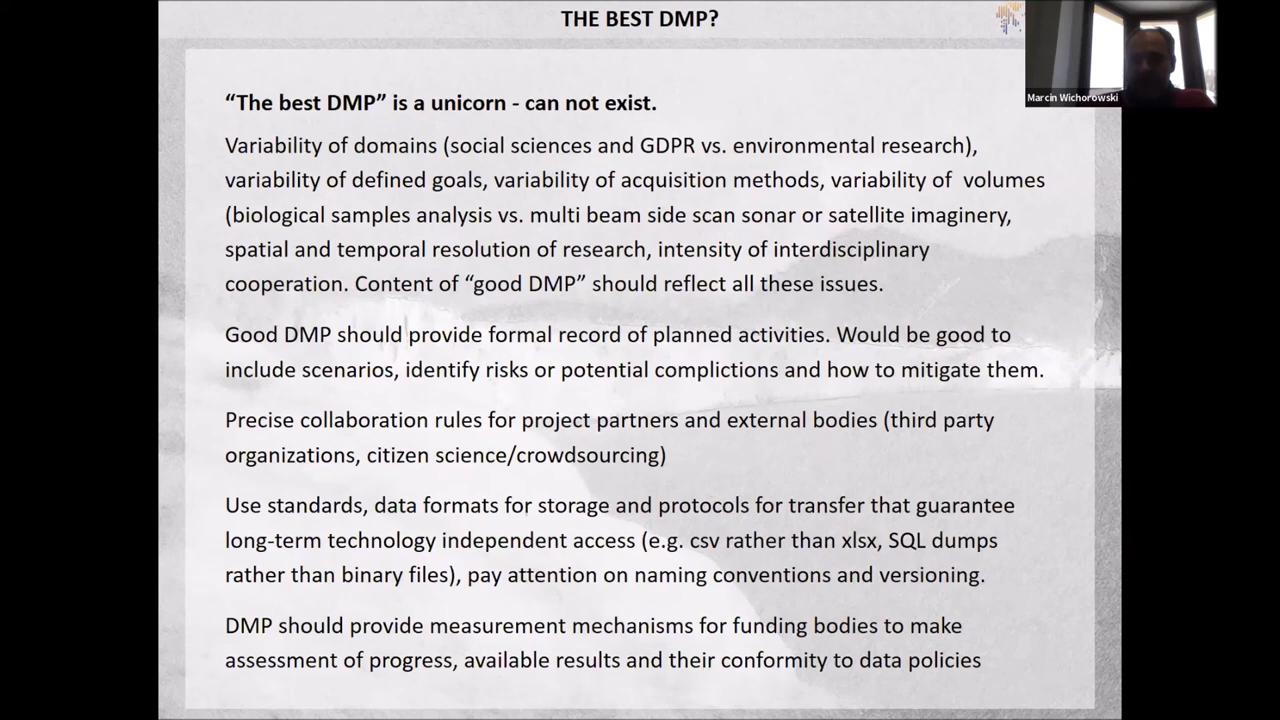 THE BEST DMP?
Marcin Wichorowski
“The best DMP” is a unicorn - can not exist.
Variability of domains (social sciences and GDPR vs. environmental research),
variability of defined goals, variability of acquisition methods, variability of  volumes
(biological samples analysis vs. multi beam side scan sonar or satellite imaginery,
spatial and temporal resolution of research, intensity of interdisciplinary
cooperation. Content of “good DMP” should reflect all these issues.
Good DMP should provide formal record of planned activities. Would be good to
include scenarios, identify risks or potential complictions and how to mitigate them.
Precise collaboration rules for project partners and external bodies (third party
organizations, citizen science/crowdsourcing)
Use standards, data formats for storage and protocols for transfer that guarantee
long-term technology independent access (e.g. csv rather than xlsx, SQL dumps
rather than binary files), pay attention on naming conventions and versioning.
DMP should provide measurement mechanisms for funding bodies to make
assessment of progress, available results and their conformity to data policies